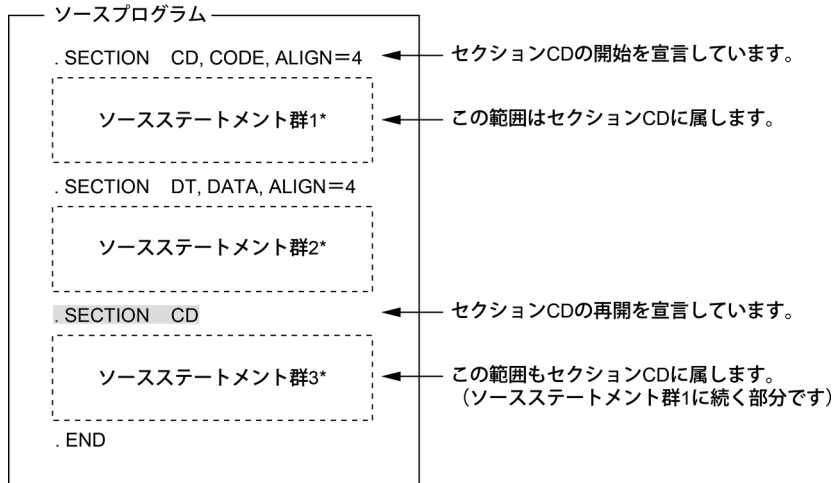 ソースプログラム
. SECTION CD, CODE, ALIGN=4
セクションCDの開始を宣言しています。
ソースステートメント群1*
この範囲はセクションCDに属します。
. SECTION DT, DATA, ALIGN=4
ソースステートメント群2*
. SECTION CD
セクションCDの再開を宣言しています。
ソースステートメント群3*
この範囲もセクションCDに属します。
（ソースステートメント群1に続く部分です）
. END